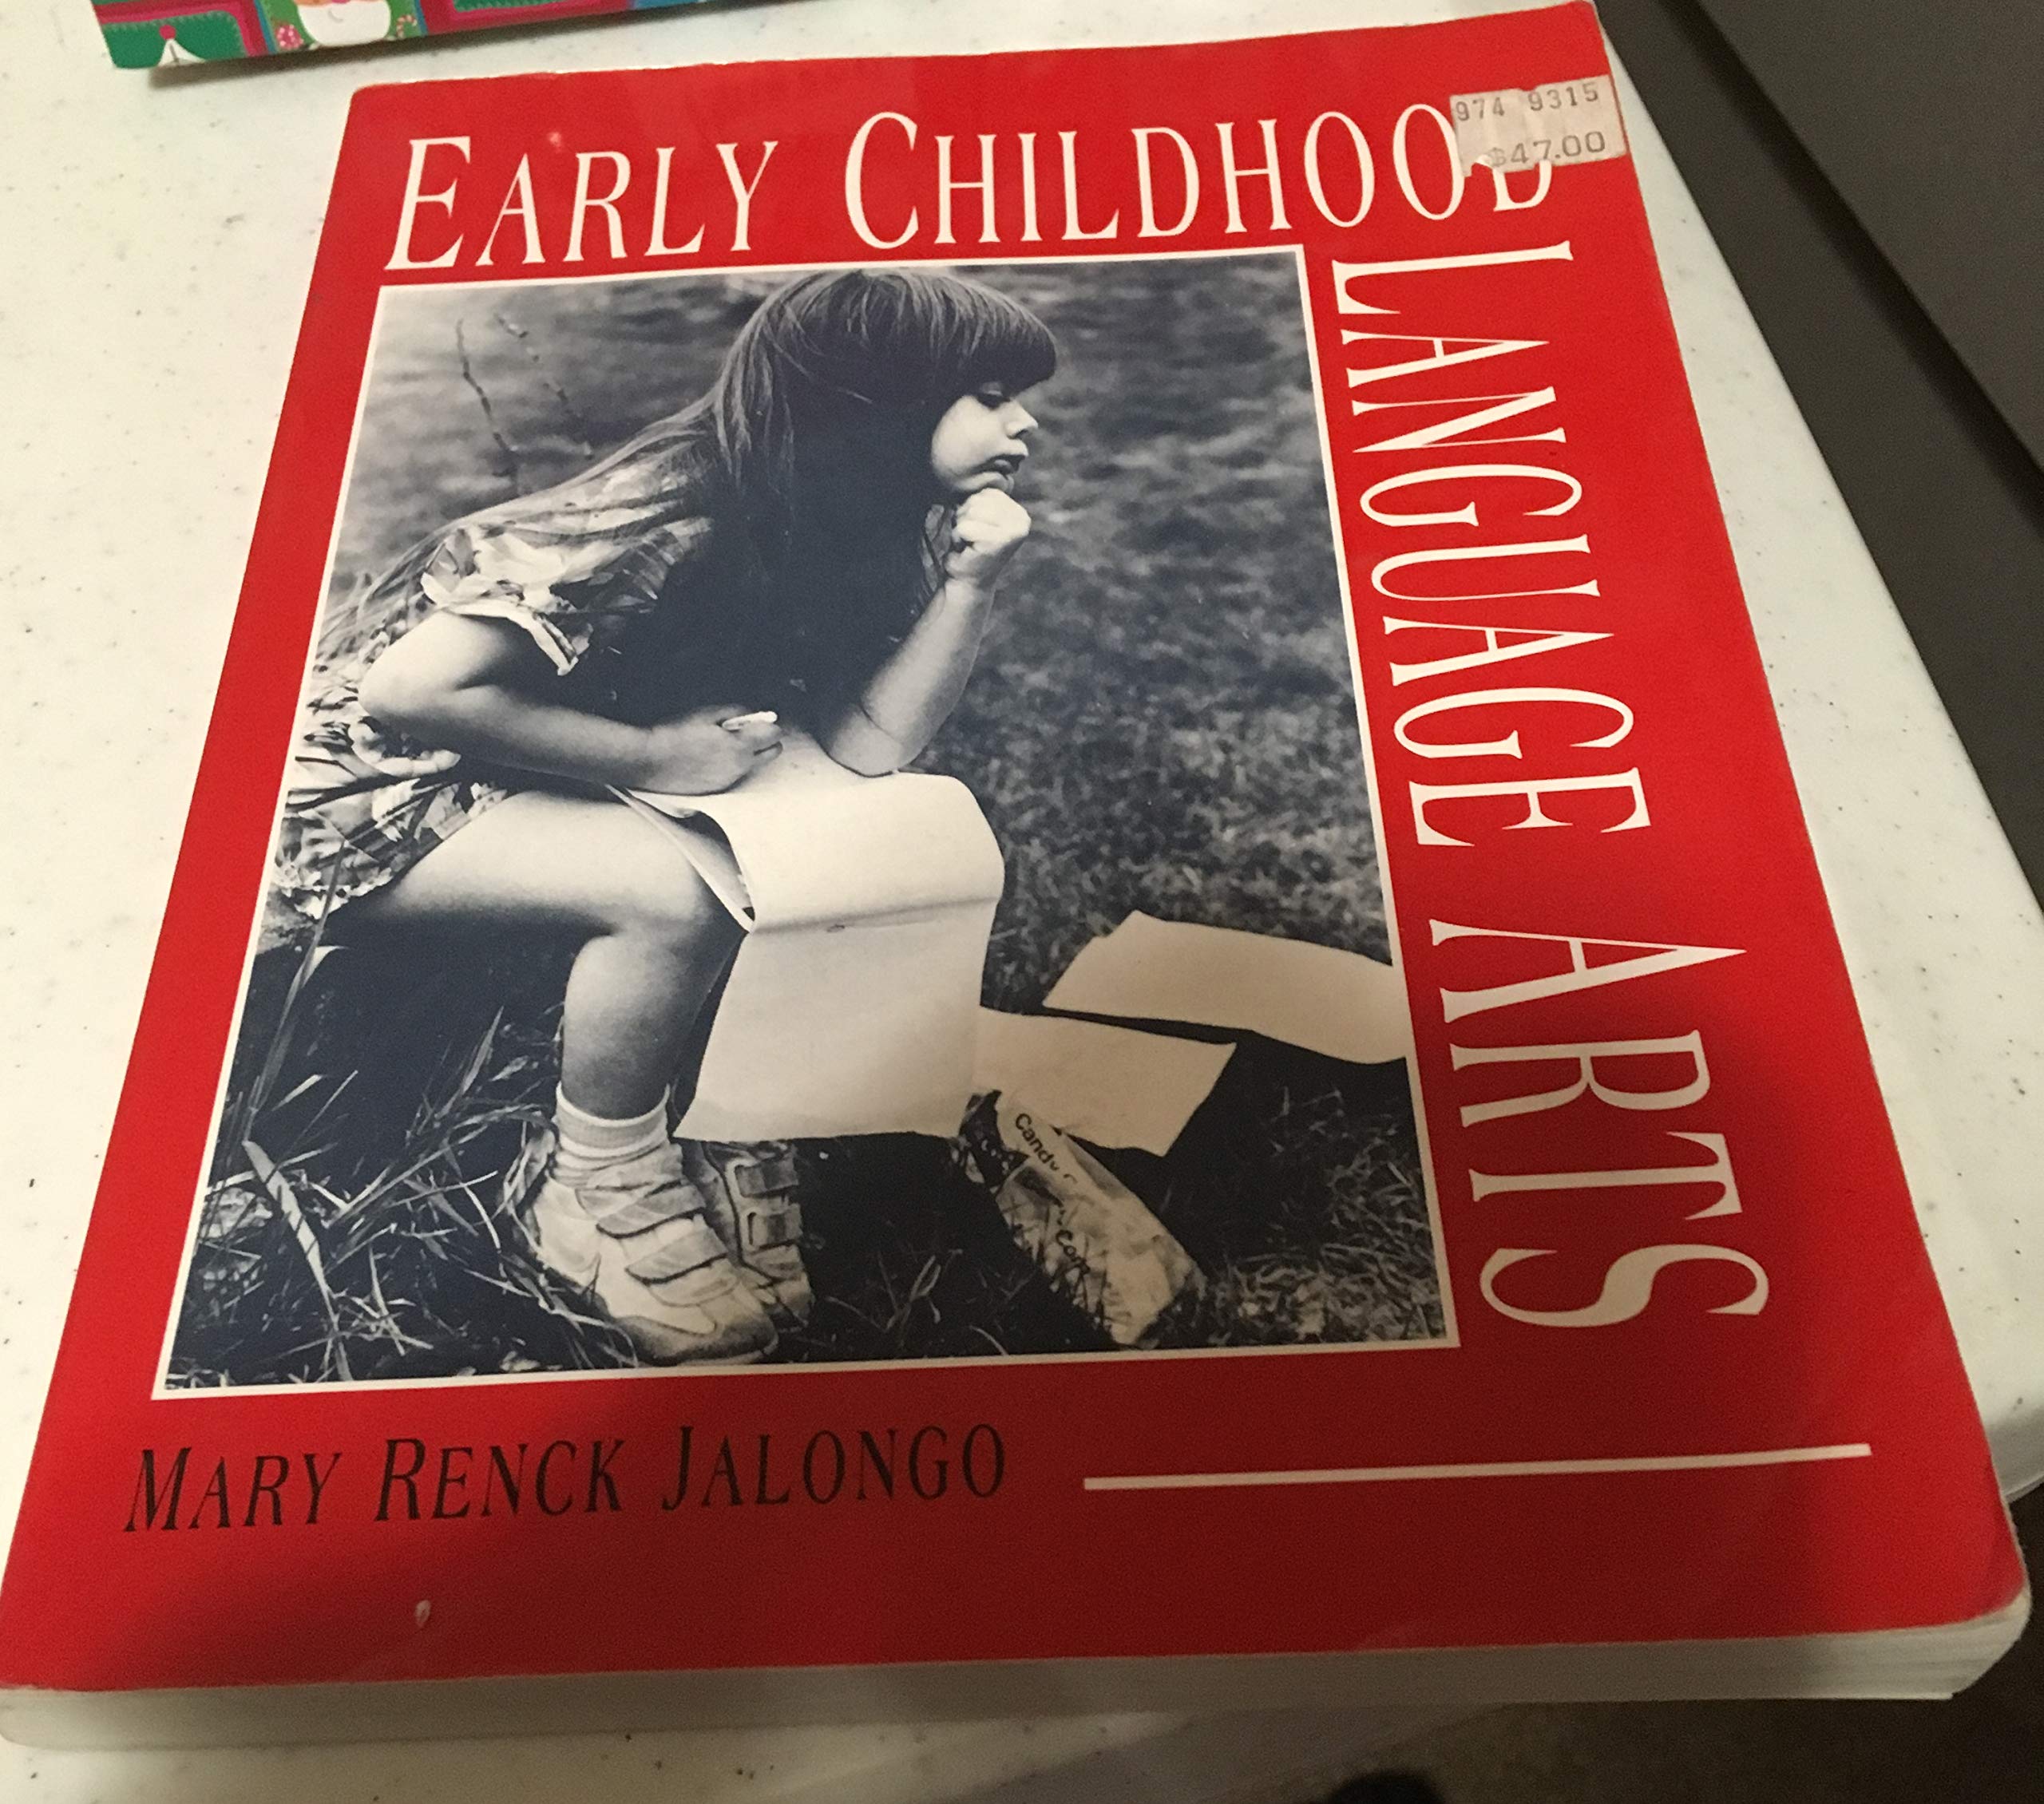 974 9315
$47.00
EARLY CHILDHOOD
LANGUAGE ARTS
MARY RENCK JALONGO